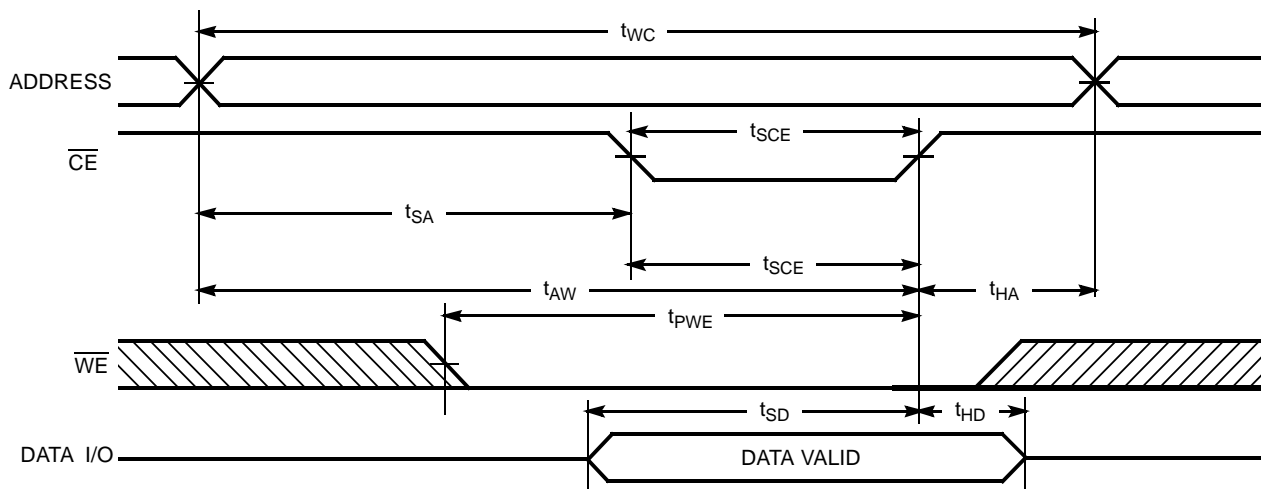 tWC
ADDRESS
tSCE
CE
tSA
tSCE
tAW
tHA
tPWE
WE
tSD
tHD
DATA I/O
DATA VALID